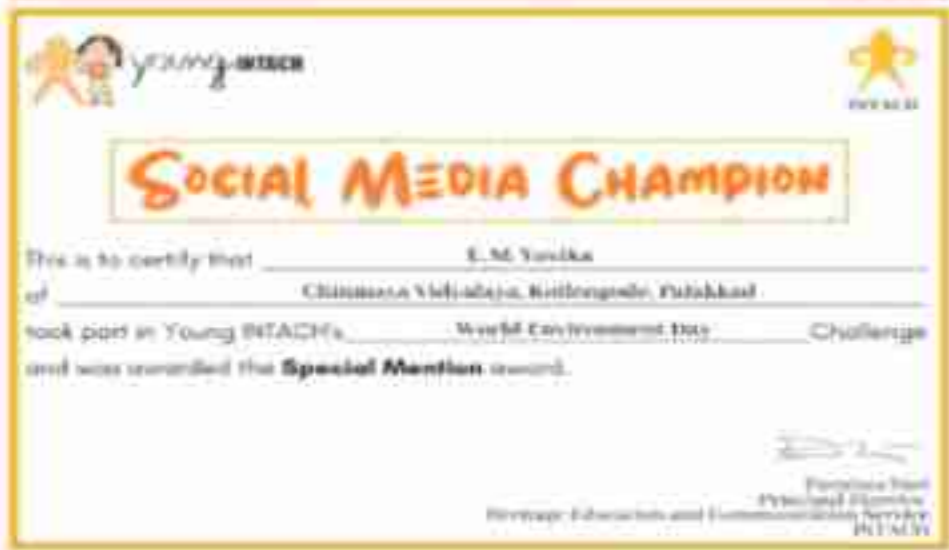 young INTACH
INTACH
SOCIAL MEDIA CHAMPION
This is to certify that E. M. Yuvika
of Chinmaya Vidyalaya, Kollengode, Palakkad
took part in Young INTACH's World Environment Day Challenge
and was awarded the Special Mention award.
Principal Director
Heritage Education and Communication Service
INTACH